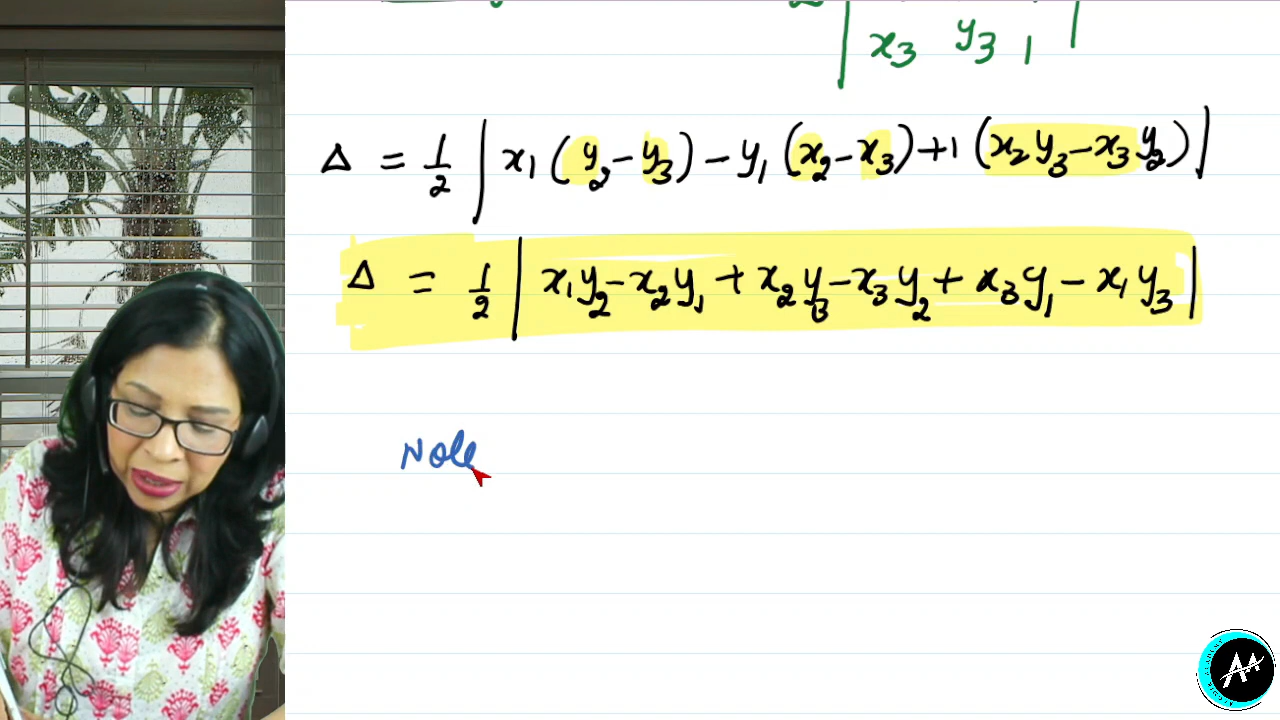 x₃ y₃ 1
Δ = 1/2 | x₁ (y₂ - y₃) - y₁ (x₂ - x₃) + 1 (x₂y₃ - x₃y₂) |
Δ = 1/2 | x₁y₂ - x₂y₁ + x₂y₃ - x₃y₂ + x₃y₁ - x₁y₃ |
Note
AA